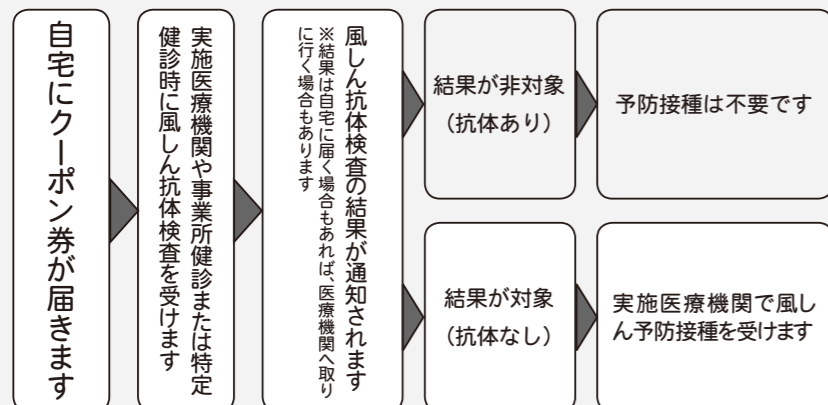 自宅にクーポン券が届きます
実施医療機関や事業所健診または特定
健診時に風しん抗体検査を受けます
風しん抗体検査の結果が通知されます
※結果は自宅に届く場合もあれば、医療機関へ取り
に行く場合もあります
結果が非対象
（抗体あり）
予防接種は不要です
結果が対象
（抗体なし）
実施医療機関で風し
ん予防接種を受けます